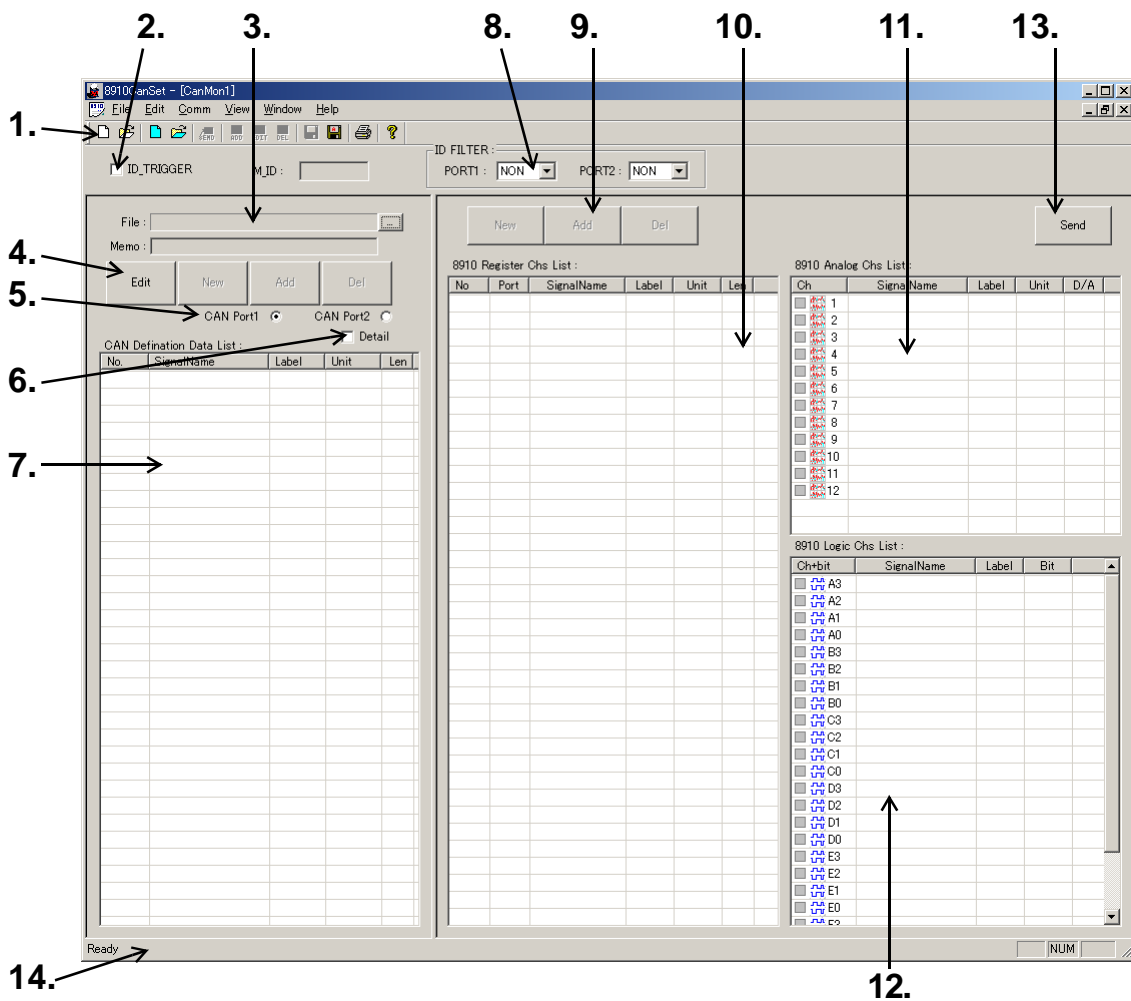 2. 3. 8. 9. 10. 11. 13.
8910CanSet - [CanMon1]
File Edit Comm View Window Help
1.
SEND ADD EDIT DEL
ID_TRIGGER M_ID :
ID FILTER :
PORT1 : NON PORT2 : NON
File : ...
Memo :
4.
Edit New Add Del
5.
CAN Port1 CAN Port2
Detail
6.
CAN Defination Data List :
No. SignalName Label Unit Len
7.
New Add Del
Send
8910 Register Chs List :
No Port SignalName Label Unit Len
8910 Analog Chs List :
Ch SignalName Label Unit D/A
1
2
3
4
5
6
7
8
9
10
11
12
8910 Logic Chs List :
Ch+bit SignalName Label Bit
A3
A2
A1
A0
B3
B2
B1
B0
C3
C2
C1
C0
D3
D2
D1
D0
E3
E2
E1
E0
Ready NUM
14.
12.